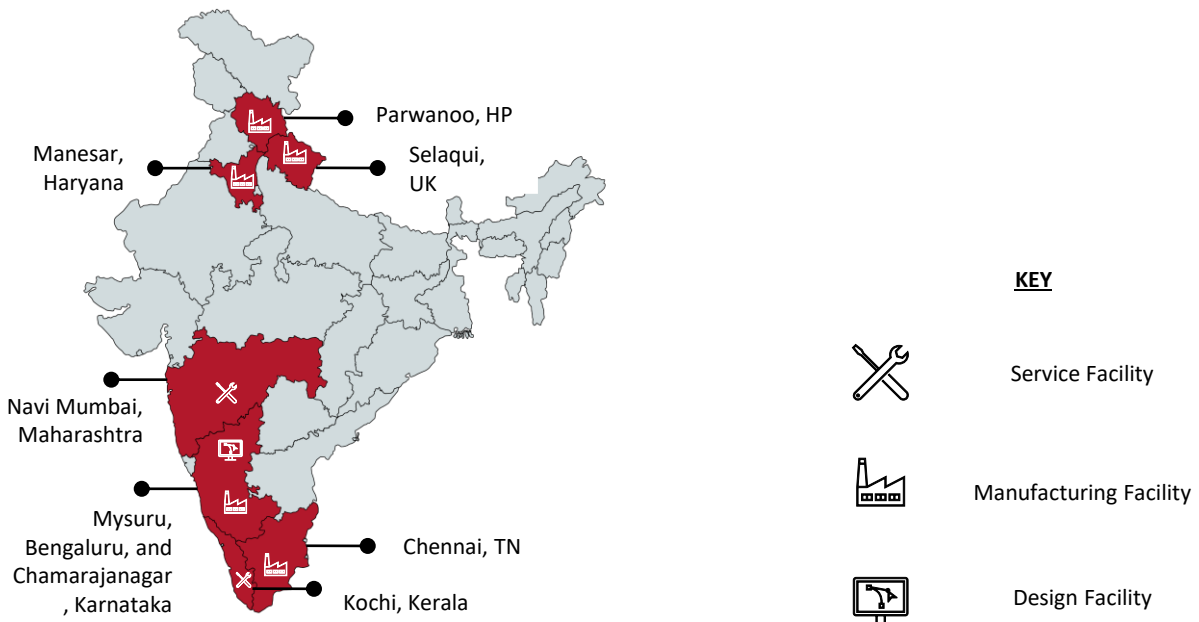 Parwanoo, HP
Manesar,
Haryana
Selaqui,
UK
KEY
Service Facility
Navi Mumbai,
Maharashtra
Manufacturing Facility
Mysuru,
Bengaluru, and
Chamarajanagar
, Karnataka
Chennai, TN
Kochi, Kerala
Design Facility